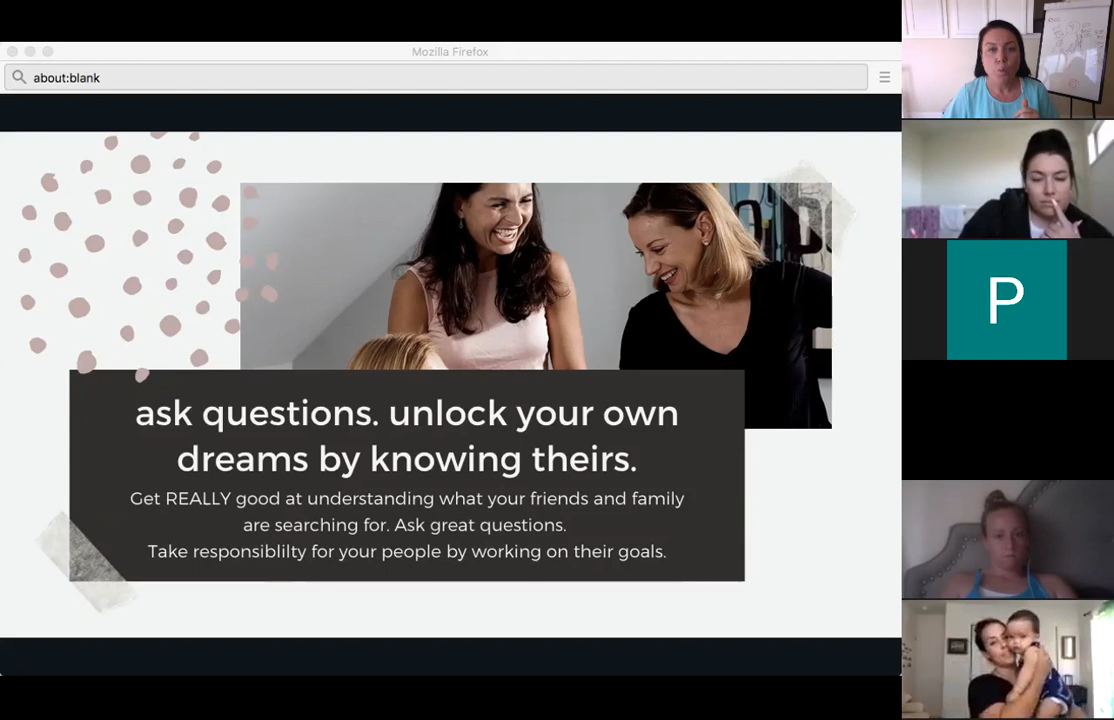 Mozilla Firefox
about:blank
ask questions. unlock your own
dreams by knowing theirs.
Get REALLY good at understanding what your friends and family
are searching for. Ask great questions.
Take responsiblilty for your people by working on their goals.
P